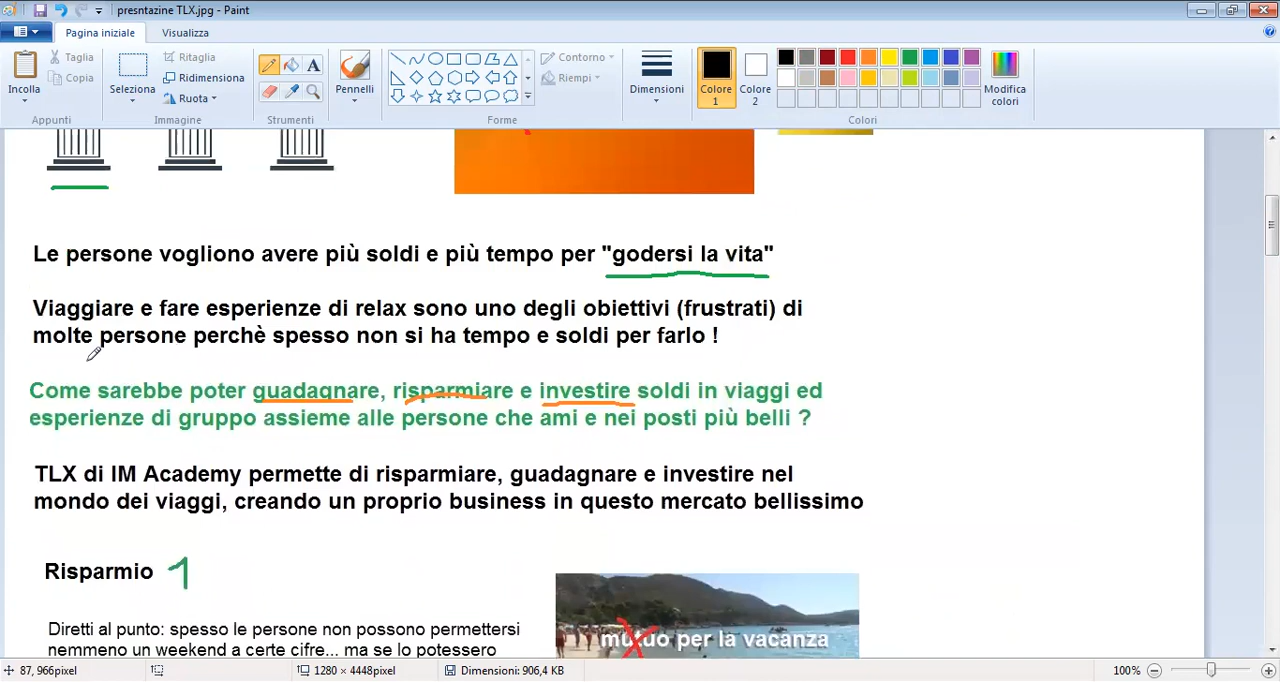 presntazine TLX.jpg - Paint
Pagina iniziale
Visualizza
Incolla
Taglia
Copia
Appunti
Seleziona
Ritaglia
Ridimensiona
Ruota
Immagine
Strumenti
Pennelli
Contorno
Riempi
Forme
Dimensioni
Colore 1
Colore 2
Modifica colori
Colori
Le persone vogliono avere più soldi e più tempo per "godersi la vita"
Viaggiare e fare esperienze di relax sono uno degli obiettivi (frustrati) di
molte persone perchè spesso non si ha tempo e soldi per farlo !
Come sarebbe poter guadagnare, risparmiare e investire soldi in viaggi ed
esperienze di gruppo assieme alle persone che ami e nei posti più belli ?
TLX di IM Academy permette di risparmiare, guadagnare e investire nel
mondo dei viaggi, creando un proprio business in questo mercato bellissimo
Risparmio 1
Diretti al punto: spesso le persone non possono permettersi
nemmeno un weekend a certe cifre... ma se lo potessero
mutuo per la vacanza
87, 966pixel
1280 × 4448pixel
Dimensioni: 906,4 KB
100%